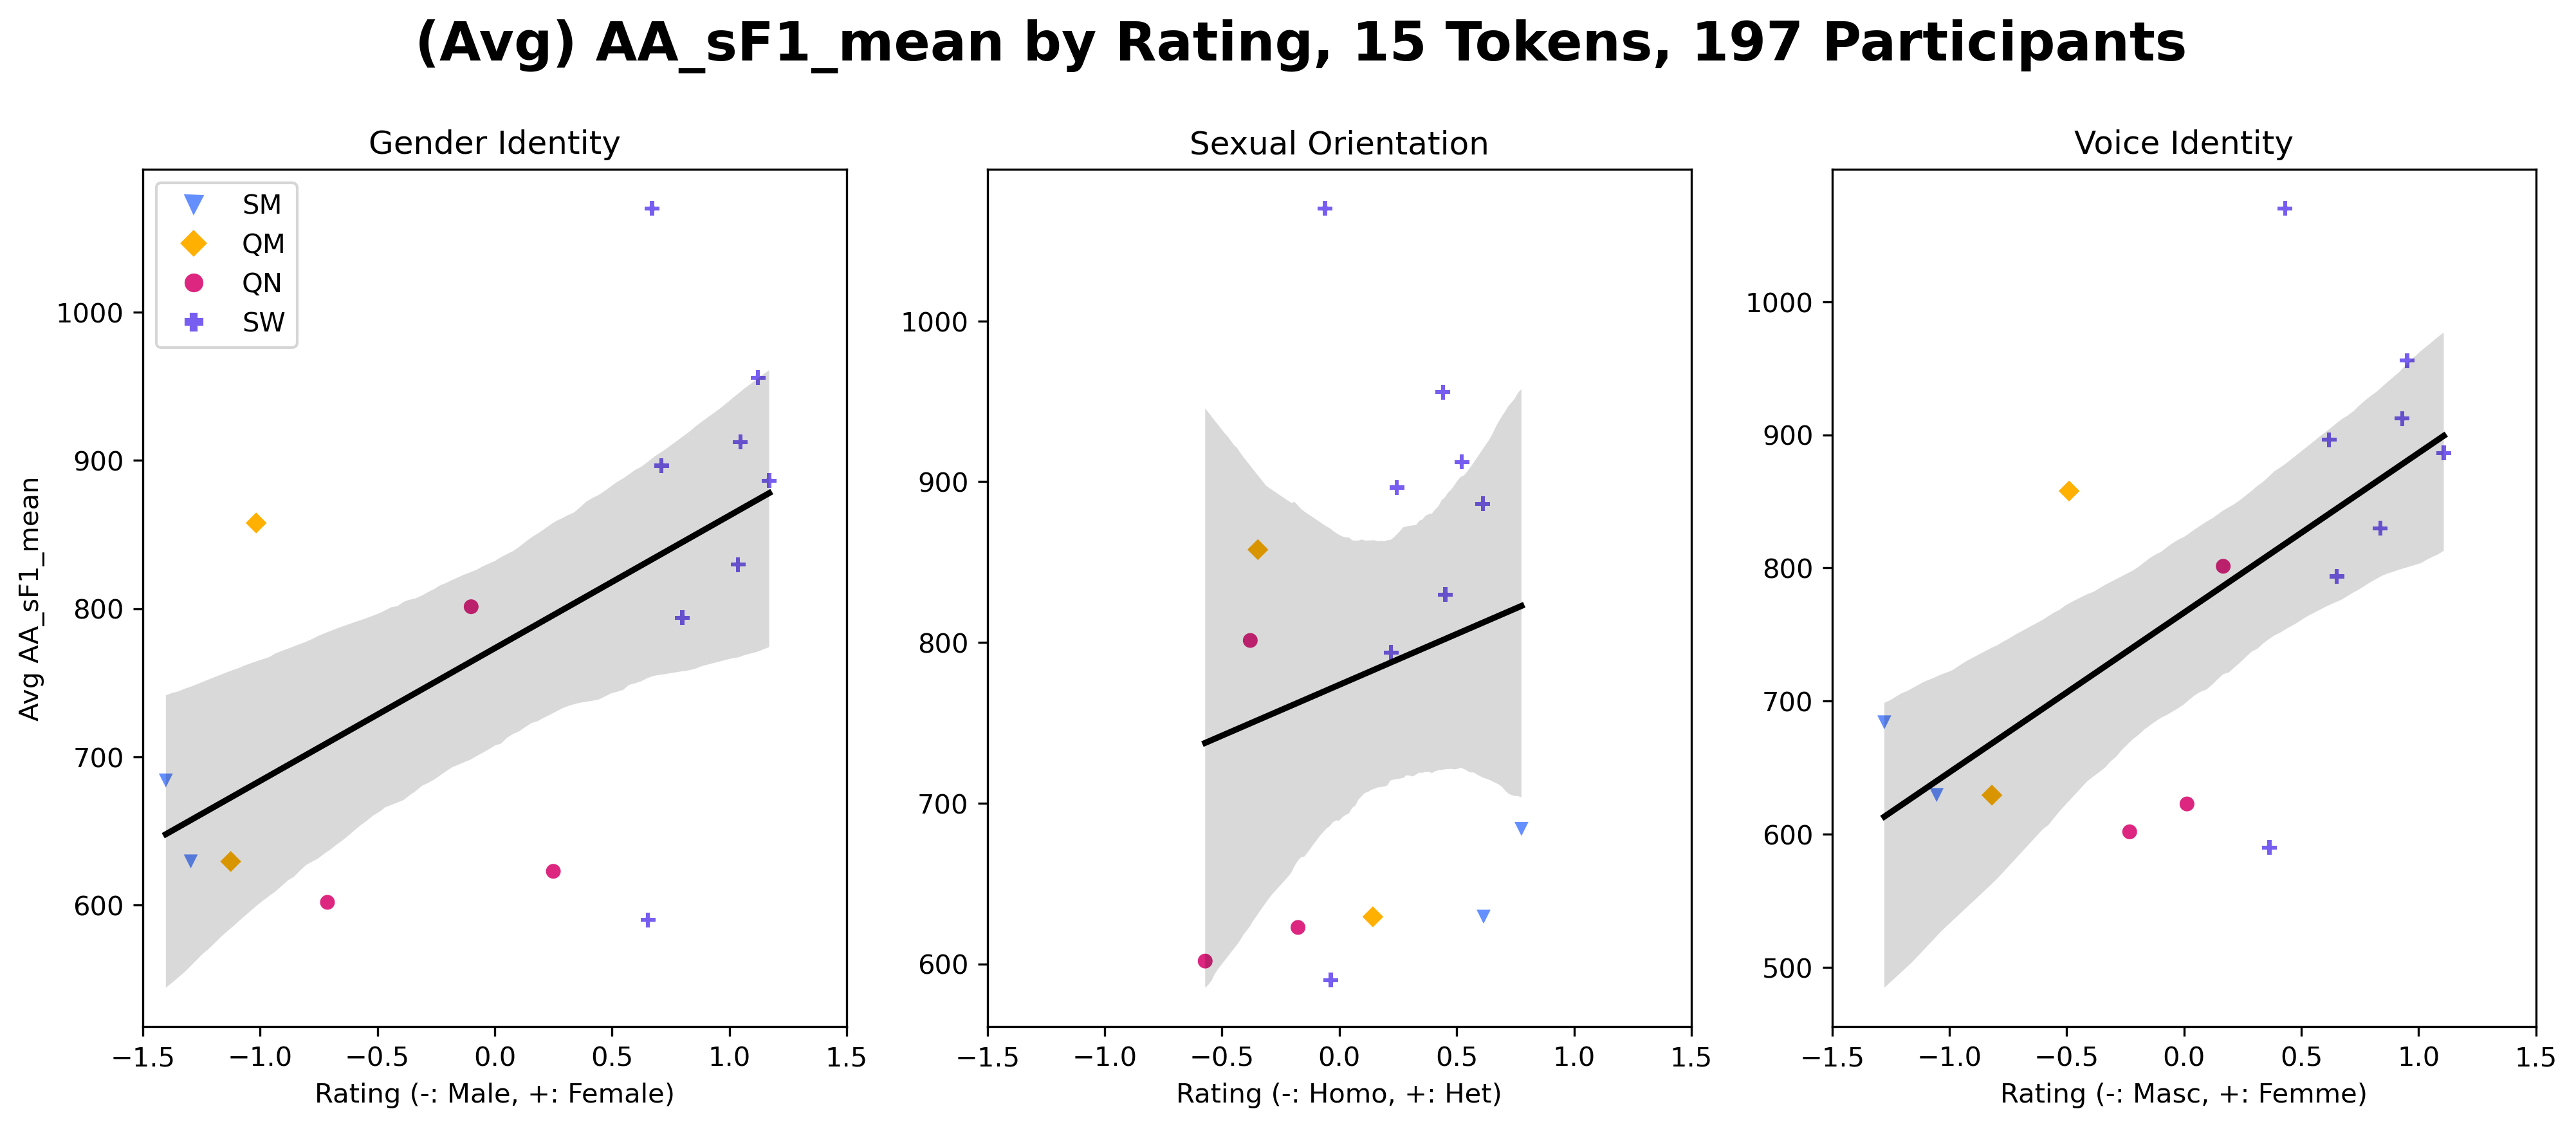 (Avg) AA_sF1_mean by Rating, 15 Tokens, 197 Participants
Gender Identity
SM
QM
QN
SW
1000
900
800
700
600
Avg AA_sF1_mean
−1.5 −1.0 −0.5 0.0 0.5 1.0 1.5
Rating (-: Male, +: Female)
Sexual Orientation
1000
900
800
700
600
−1.5 −1.0 −0.5 0.0 0.5 1.0 1.5
Rating (-: Homo, +: Het)
Voice Identity
1000
900
800
700
600
500
−1.5 −1.0 −0.5 0.0 0.5 1.0 1.5
Rating (-: Masc, +: Femme)